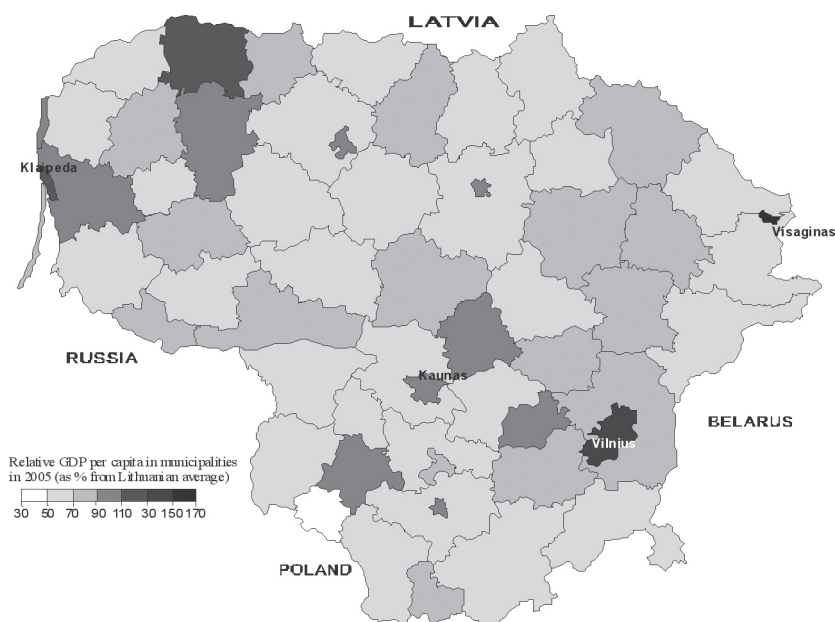 LATVIA
Klaipeda
Visaginas
RUSSIA
Kaunas
BELARUS
Vilnius
Relative GDP per capita in municipalities
in 2005 (as % from Lithuanian average)
30 50 70 90 110 30 150 170
POLAND